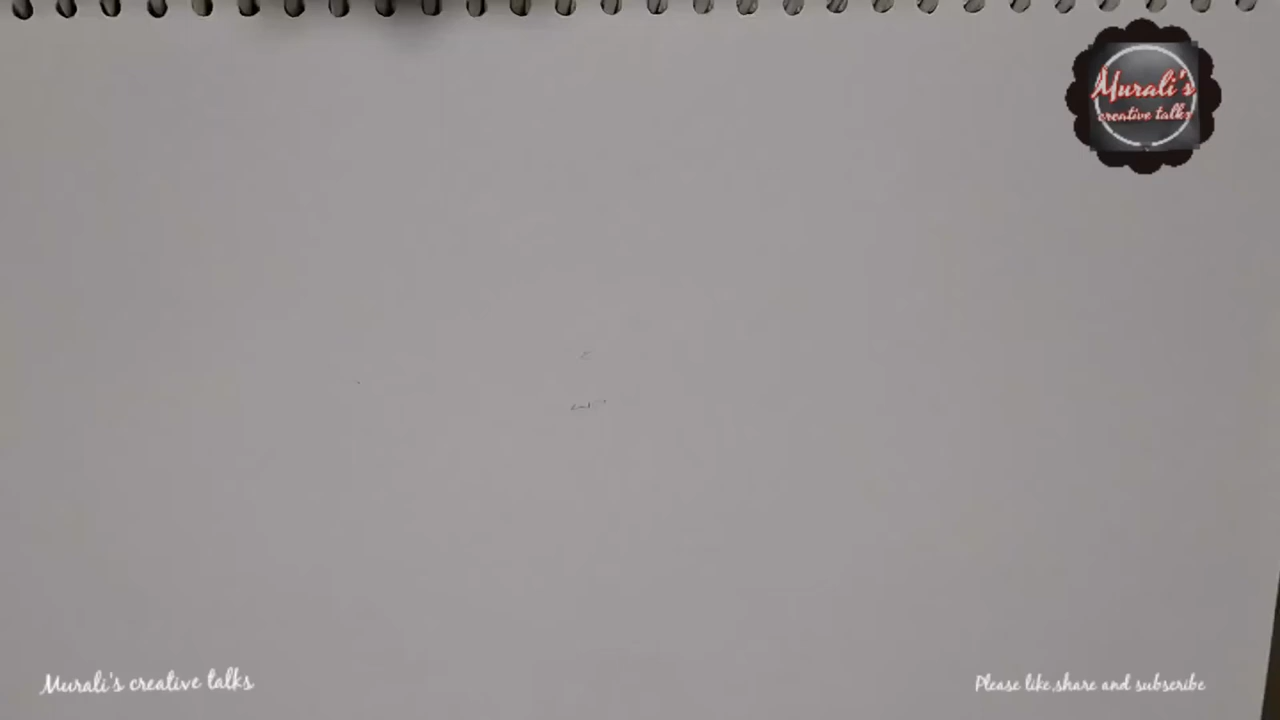 Murali's
creative talks
Murali's creative talks
Please like,share and subscribe